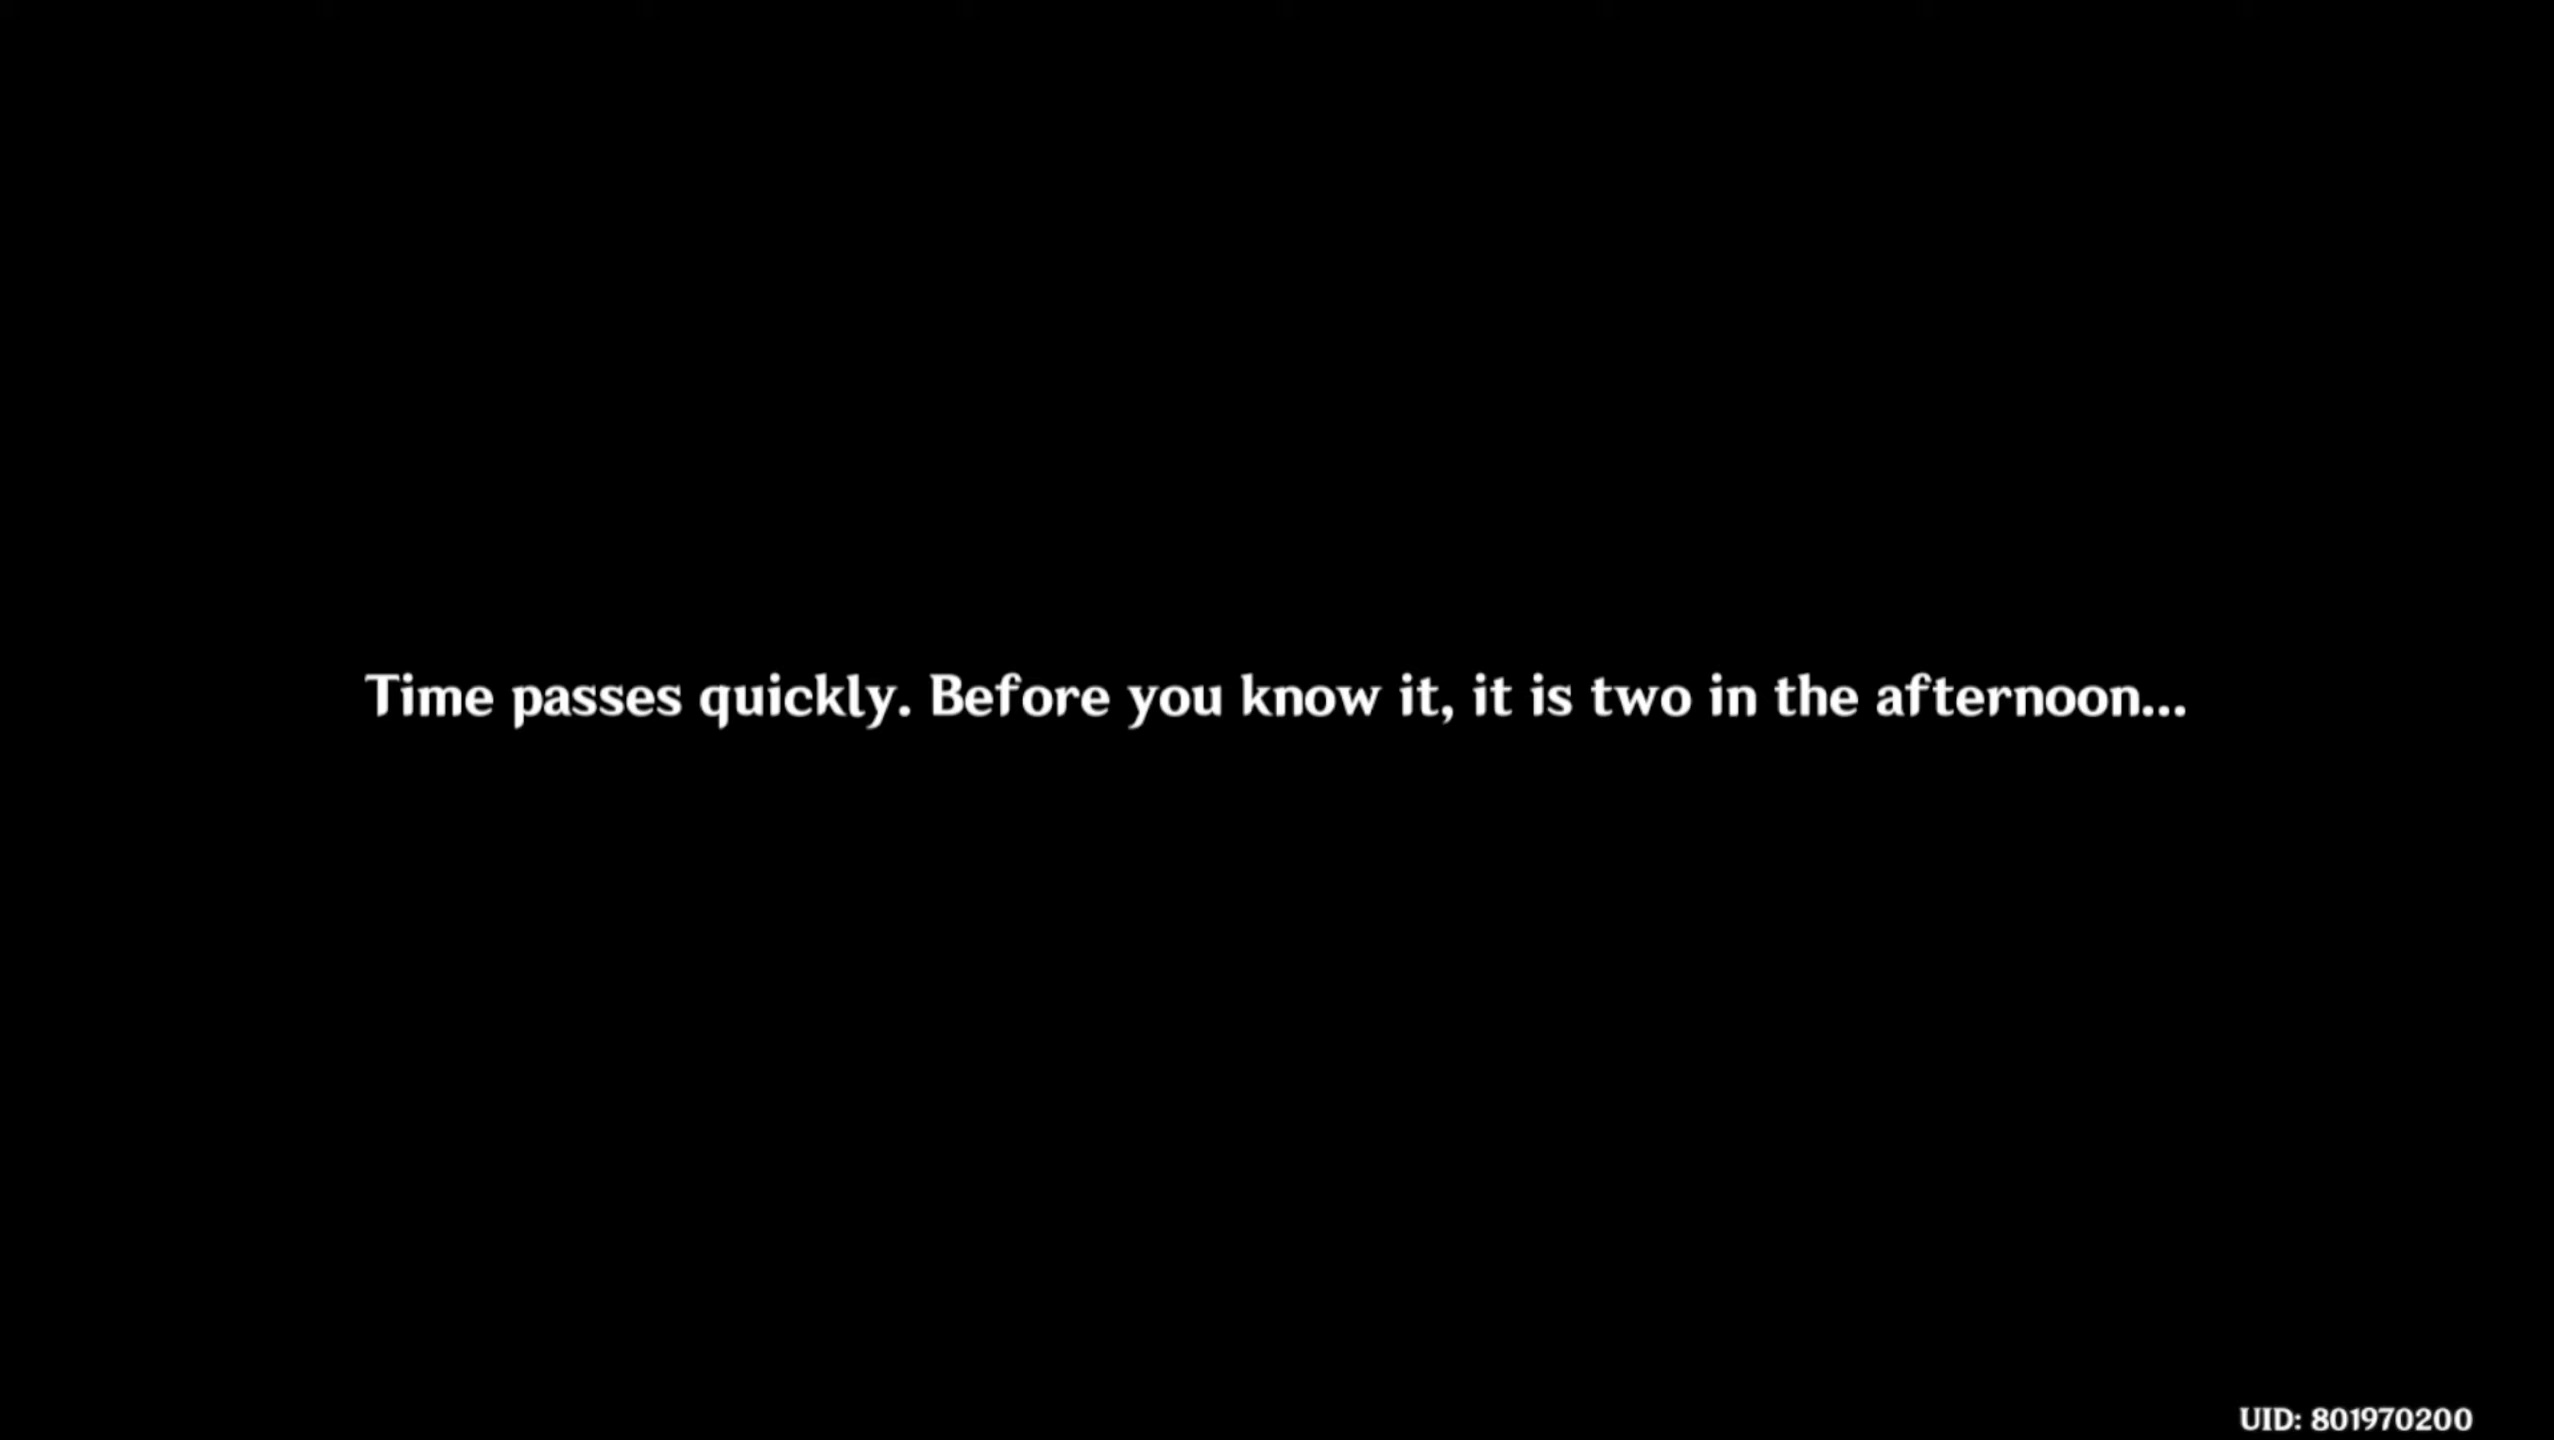 Time passes quickly. Before you know it, it is two in the afternoon...
UID: 801970200